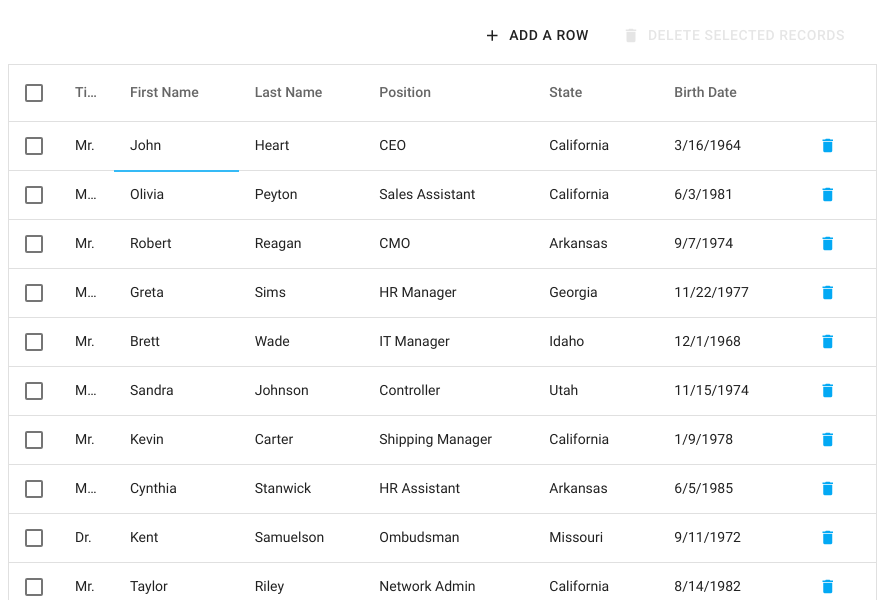 ADD A ROW DELETE SELECTED RECORDS
Ti... First Name Last Name Position State Birth Date
Mr. John Heart CEO California 3/16/1964
M... Olivia Peyton Sales Assistant California 6/3/1981
Mr. Robert Reagan CMO Arkansas 9/7/1974
M... Greta Sims HR Manager Georgia 11/22/1977
Mr. Brett Wade IT Manager Idaho 12/1/1968
M... Sandra Johnson Controller Utah 11/15/1974
Mr. Kevin Carter Shipping Manager California 1/9/1978
M... Cynthia Stanwick HR Assistant Arkansas 6/5/1985
Dr. Kent Samuelson Ombudsman Missouri 9/11/1972
Mr. Taylor Riley Network Admin California 8/14/1982